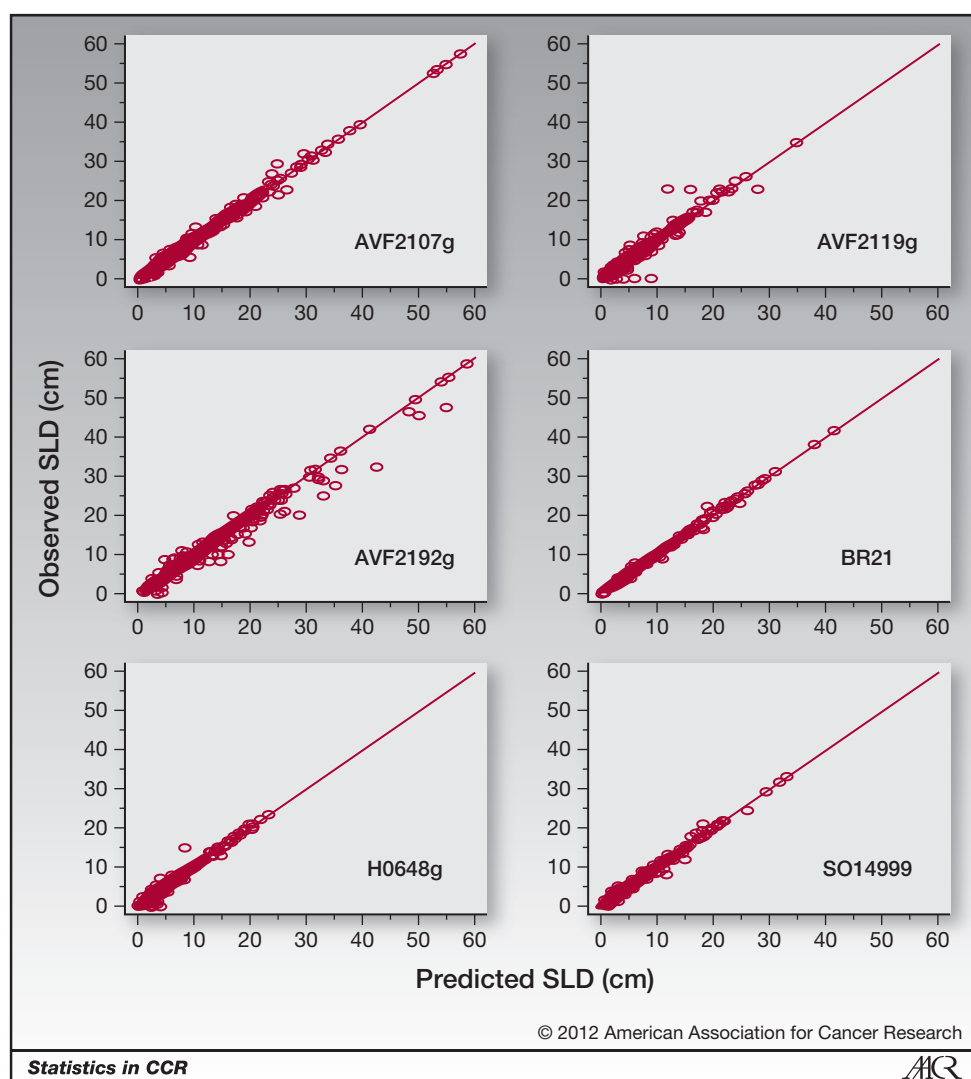 60
50
40
30
20
10
0
AVF2107g
0 10 20 30 40 50 60
60
50
40
30
20
10
0
AVF2119g
0 10 20 30 40 50 60
Observed SLD (cm)
60
50
40
30
20
10
0
AVF2192g
0 10 20 30 40 50 60
60
50
40
30
20
10
0
BR21
0 10 20 30 40 50 60
60
50
40
30
20
10
0
H0648g
0 10 20 30 40 50 60
60
50
40
30
20
10
0
SO14999
0 10 20 30 40 50 60
Predicted SLD (cm)
© 2012 American Association for Cancer Research
Statistics in CCR
AACR